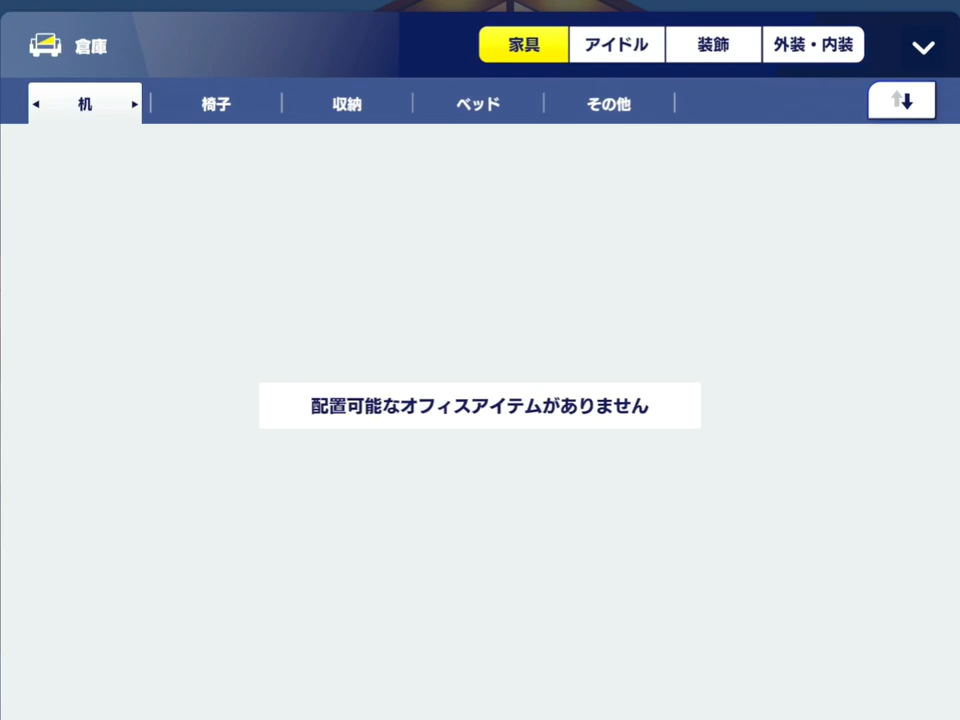 倉庫
家具 アイドル 装飾 外装・内装
机 椅子 収納 ベッド その他
配置可能なオフィスアイテムがありません